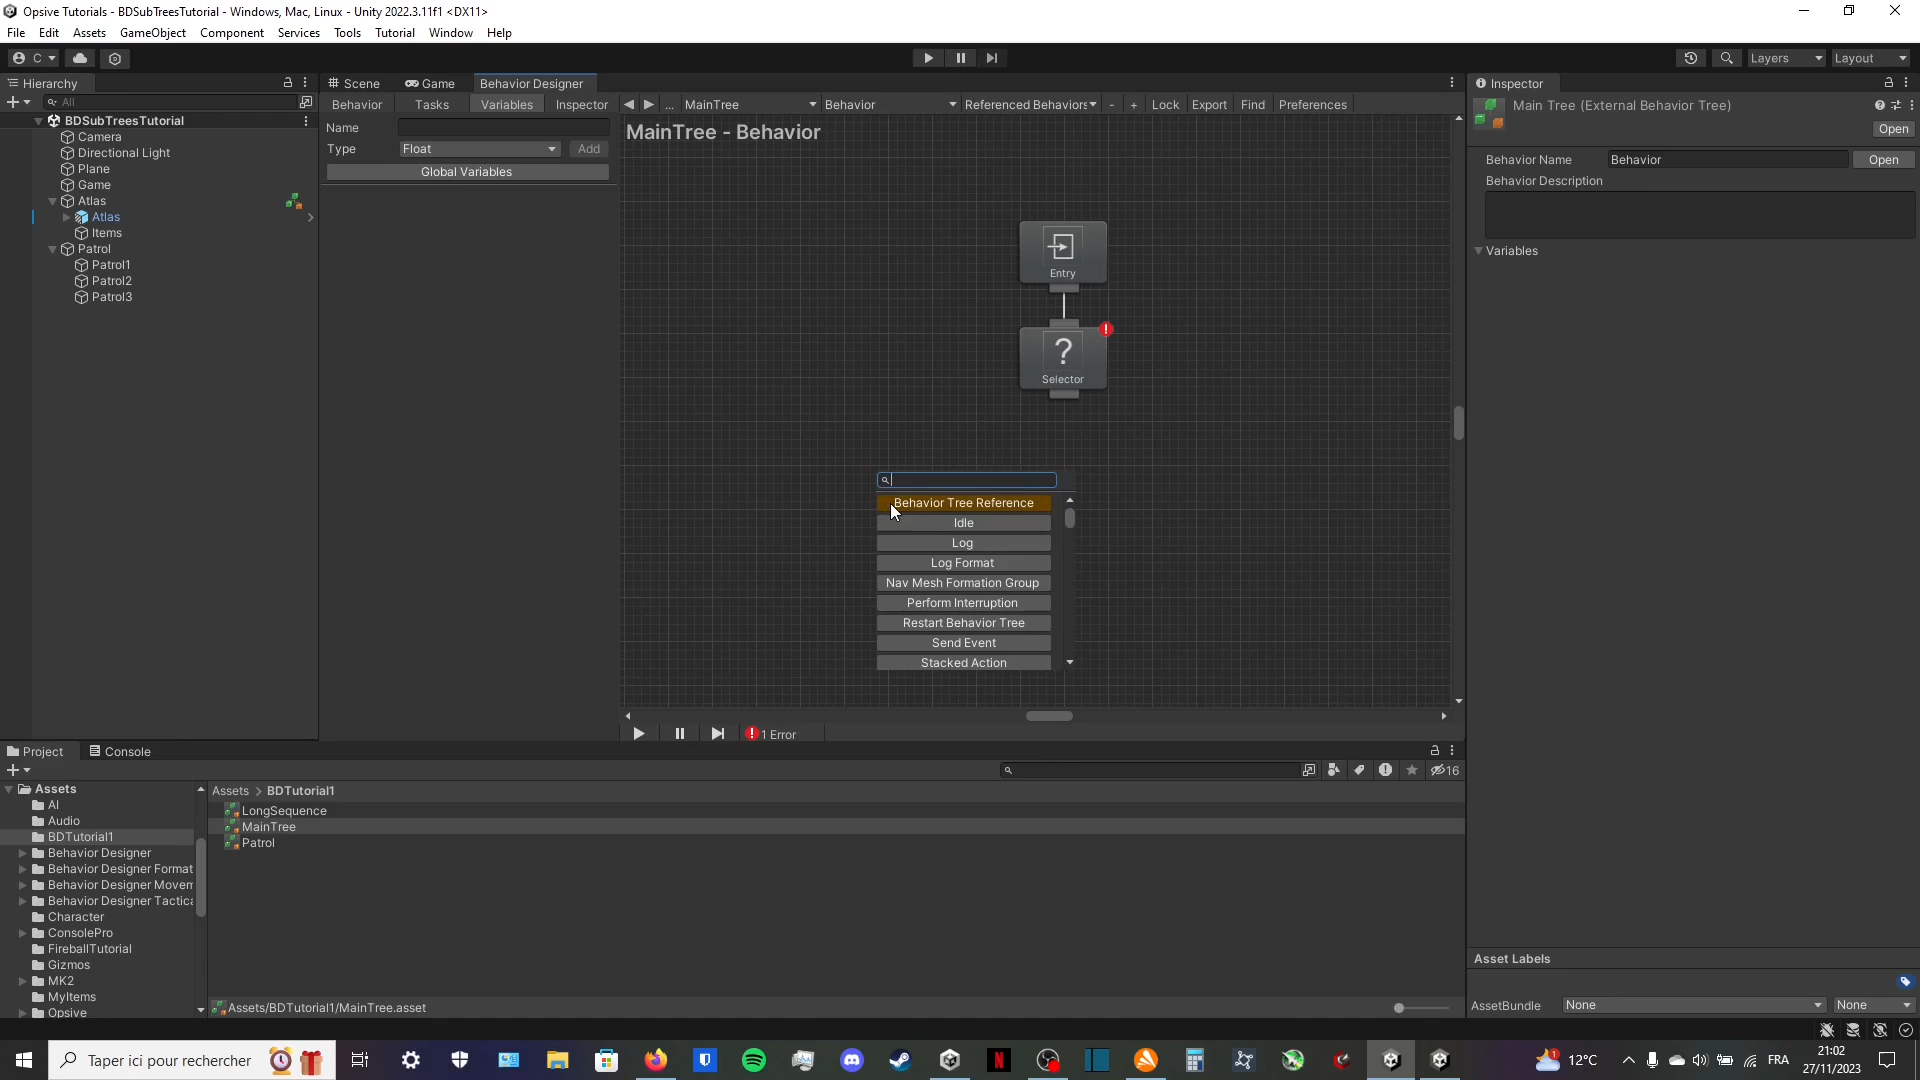 Opsive Tutorials - BDSubTreesTutorial - Windows, Mac, Linux - Unity 2022.3.11f1 <DX11>
File Edit Assets GameObject Component Services Tools Tutorial Window Help
C Layers Layout
Hierarchy
All
BDSubTreesTutorial
Camera
Directional Light
Plane
Game
Atlas
Atlas
Items
Patrol
Patrol1
Patrol2
Patrol3
Scene Game Behavior Designer
Behavior Tasks Variables Inspector ... MainTree Behavior Referenced Behaviors - + Lock Export Find Preferences
Name
Type Float Add
Global Variables
MainTree - Behavior
Entry
Selector
Behavior Tree Reference
Idle
Log
Log Format
Nav Mesh Formation Group
Perform Interruption
Restart Behavior Tree
Send Event
Stacked Action
1 Error
Inspector
Main Tree (External Behavior Tree)
Open
Behavior Name Behavior Open
Behavior Description
Variables
Asset Labels
AssetBundle None None
Project Console
16
Assets
AI
Audio
BDTutorial1
Behavior Designer
Behavior Designer Format
Behavior Designer Movem
Behavior Designer Tactica
Character
ConsolePro
FireballTutorial
Gizmos
MK2
MyItems
Opsive
Assets > BDTutorial1
LongSequence
MainTree
Patrol
Assets/BDTutorial1/MainTree.asset
Taper ici pour rechercher
1 12°C FRA 21:02
27/11/2023